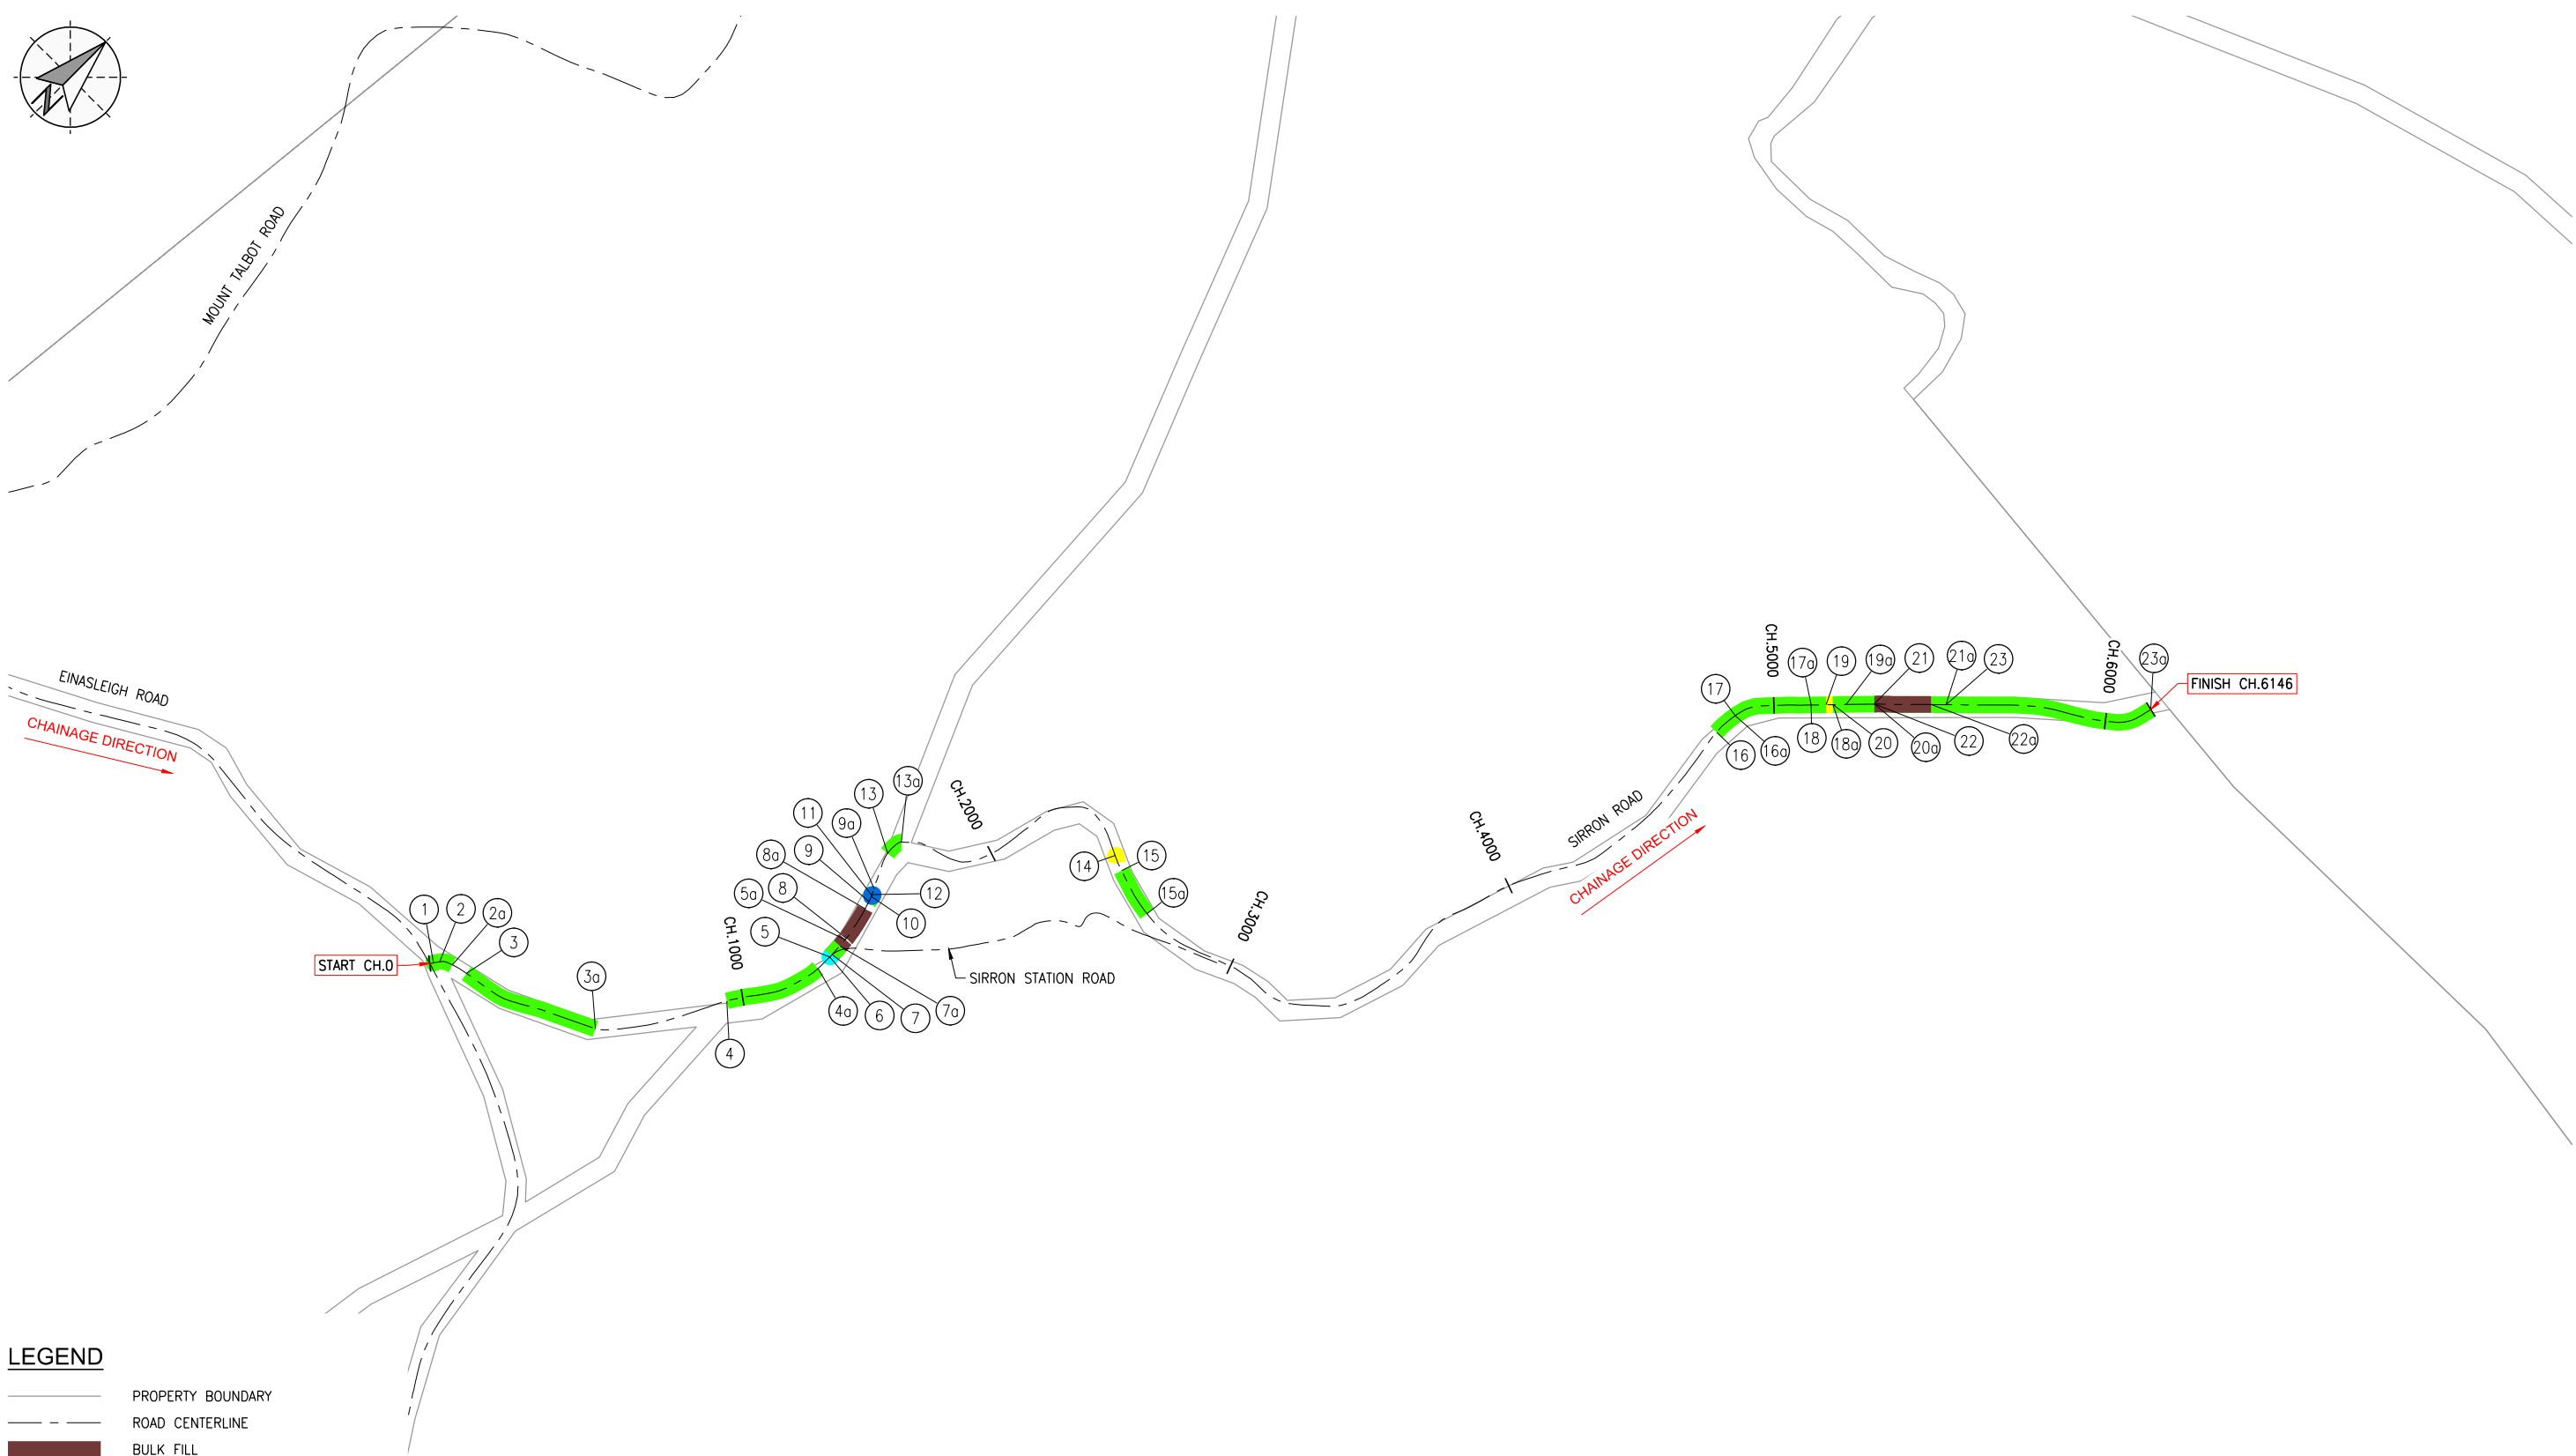 N
MOUNT TALBOT ROAD
EINASLEIGH ROAD
CHAINAGE DIRECTION
START CH.0
1
2
2a
3
3a
4
CH.1000
4a
5
5a
6
7
7a
8
8a
9
9a
10
11
12
13
13a
CH.2000
SIRRON STATION ROAD
14
15
15a
CH.3000
CH.4000
SIRRON ROAD
CHAINAGE DIRECTION
16
16a
17
CH.5000
17a
18
18a
19
19a
20
20a
21
21a
22
22a
23
CH.6000
23a
FINISH CH.6146
LEGEND
PROPERTY BOUNDARY
ROAD CENTERLINE
BULK FILL